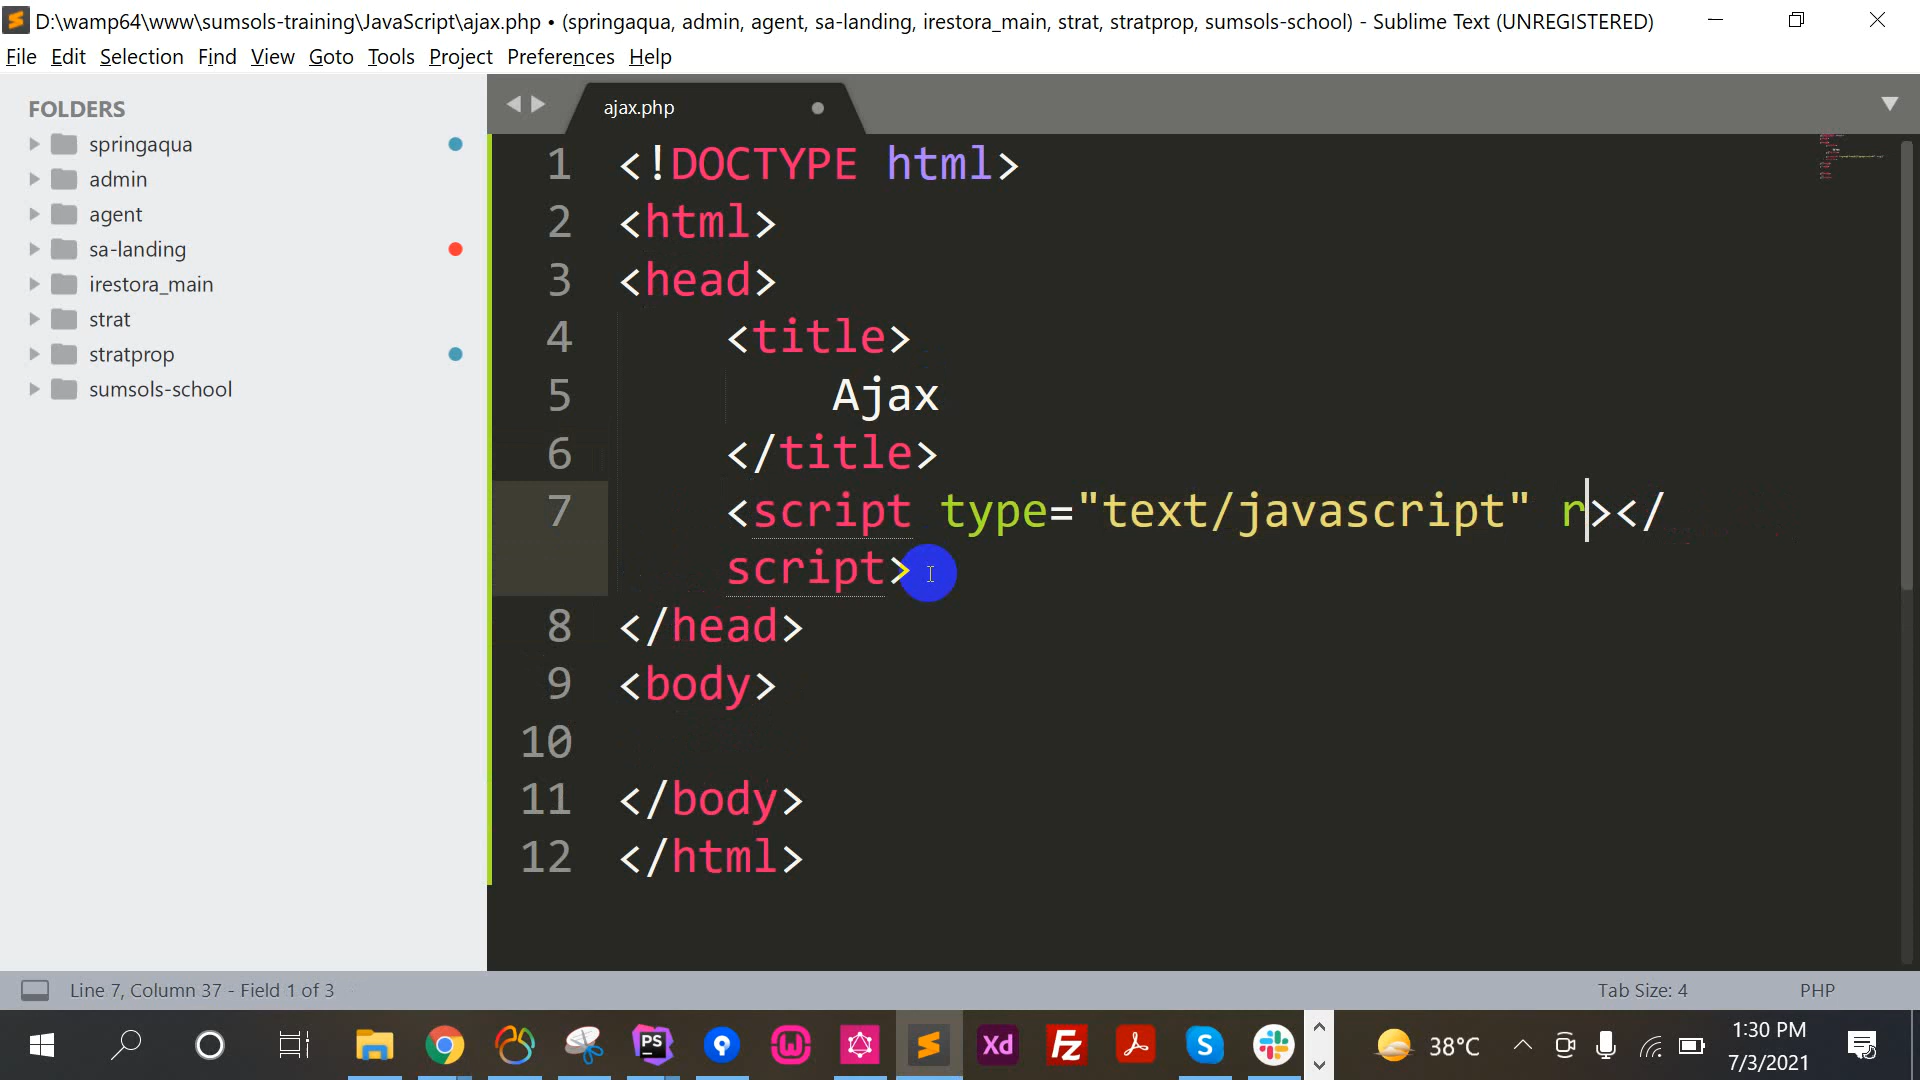 D:\wamp64\www\sumsols-training\JavaScript\ajax.php • (springaqua, admin, agent, sa-landing, irestora_main, strat, stratprop, sumsols-school) - Sublime Text (UNREGISTERED)
File Edit Selection Find View Goto Tools Project Preferences Help
FOLDERS
springaqua
admin
agent
sa-landing
irestora_main
strat
stratprop
sumsols-school
ajax.php
1 <!DOCTYPE html>
2 <html>
3 <head>
4 <title>
5 Ajax
6 </title>
7 <script type="text/javascript" r></
script>
8 </head>
9 <body>
10
11 </body>
12 </html>
Line 7, Column 37 - Field 1 of 3
Tab Size: 4
PHP
PS
Xd
Fz
S
38°C
1:30 PM
7/3/2021